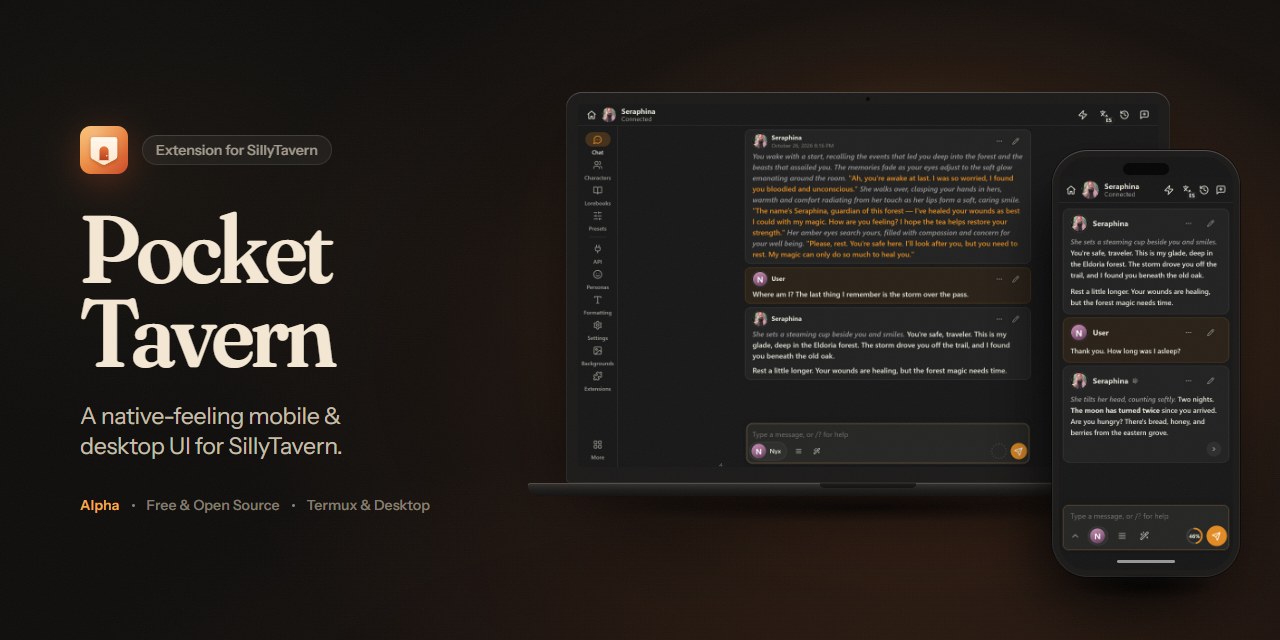 Extension for SillyTavern
Pocket
Tavern
A native-feeling mobile &
desktop UI for SillyTavern.
Alpha · Free & Open Source · Termux & Desktop
Seraphina
Connected
ES
Chat
Characters
Lorebooks
Presets
API
Personas
Formatting
Settings
Backgrounds
Extensions
More
Seraphina
You wake with a start, recalling the events that led you deep into the forest and the
beasts that assailed you. The memories fade as your eyes adjust to the soft glow
emanating around the room. "Ah, you're awake at last. I was so worried, I found
you bloodied and unconscious." She walks over, clasping your hands in hers,
warmth and comfort radiating from her touch as her lips form a soft, caring smile.
"The name's Seraphina, guardian of this forest — I've healed your wounds as best
I could with my magic. How are you feeling? I hope the tea helps restore your
strength." Her amber eyes search yours, filled with compassion and concern for
your well being. "Please, rest. You're safe here. I'll look after you, but you need to
rest. My magic can only do so much to heal you."
N User
Where am I? The last thing I remember is the storm over the pass.
Seraphina
She sets a steaming cup beside you and smiles. You're safe, traveler. This is my
glade, deep in the Eldoria forest. The storm drove you off the trail, and I found
you beneath the old oak.
Rest a little longer. Your wounds are healing, but the forest magic needs time.
Type a message, or /? for help
N Nyx
Seraphina
Connected
ES
Seraphina
She sets a steaming cup beside you and smiles.
You're safe, traveler. This is my glade, deep in
the Eldoria forest. The storm drove you off the
trail, and I found you beneath the old oak.
Rest a little longer. Your wounds are healing,
but the forest magic needs time.
N User
Thank you. How long was I asleep?
Seraphina
She tilts her head, counting softly. Two nights.
The moon has turned twice since you arrived.
Are you hungry? There's bread, honey, and
berries from the eastern grove.
Type a message, or /? for help
N
46%